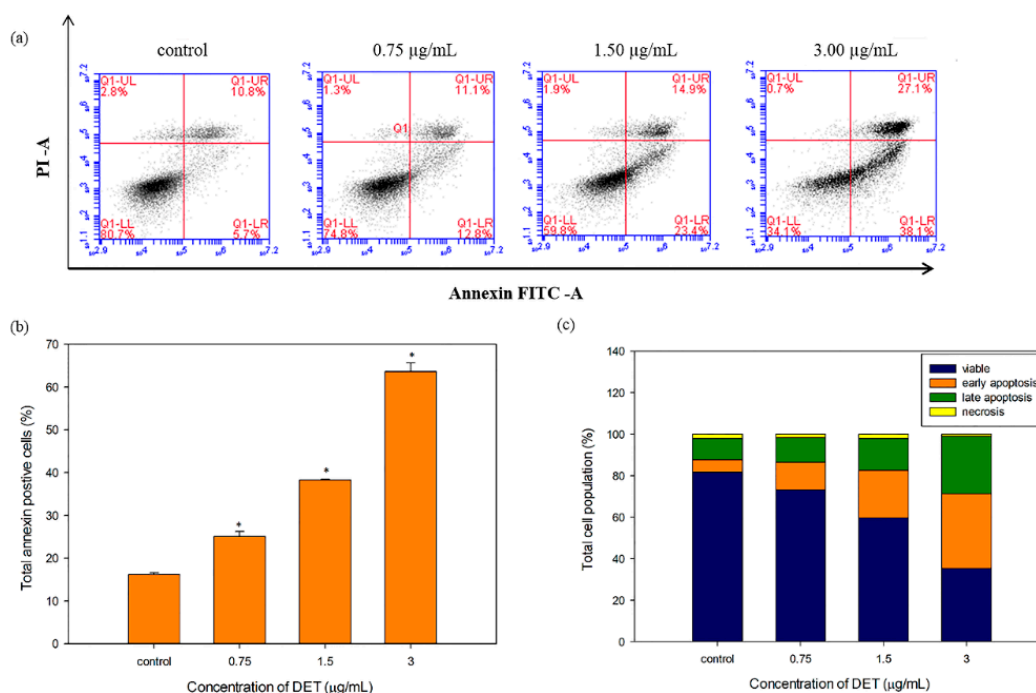 (a)
control
0.75 µg/mL
1.50 µg/mL
3.00 µg/mL
PI -A
Q1-UL
2.8%
Q1-UR
10.8%
Q1-LL
80.7%
Q1-LR
5.7%
Q1-UL
1.3%
Q1-UR
11.1%
Q1
Q1-LL
74.8%
Q1-LR
12.8%
Q1-UL
1.9%
Q1-UR
14.9%
Q1-LL
59.8%
Q1-LR
23.4%
Q1-UL
0.7%
Q1-UR
27.1%
Q1-LL
34.1%
Q1-LR
38.1%
Annexin FITC -A
(b)
Total annexin postive cells (%)
70
60
50
40
30
20
10
0
*
*
*
control
0.75
1.5
3
Concentration of DET (µg/mL)
(c)
Total cell population (%)
140
120
100
80
60
40
20
0
viable
early apoptosis
late apoptosis
necrosis
control
0.75
1.5
3
Concentration of DET (µg/mL)